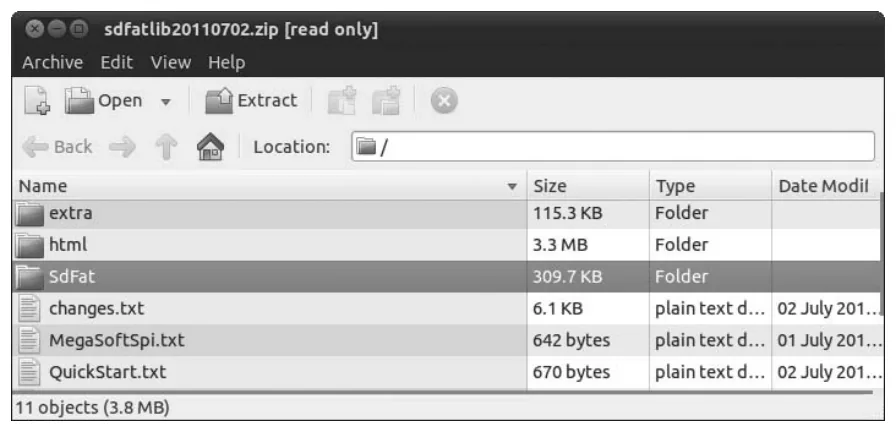 sdfatlib20110702.zip [read only]
Archive Edit View Help
Open Extract
Back Location: /
Name Size Type Date Modif
extra 115.3 KB Folder
html 3.3 MB Folder
SdFat 309.7 KB Folder
changes.txt 6.1 KB plain text d... 02 July 201...
MegaSoftSpi.txt 642 bytes plain text d... 01 July 201...
QuickStart.txt 670 bytes plain text d... 02 July 201...
11 objects (3.8 MB)